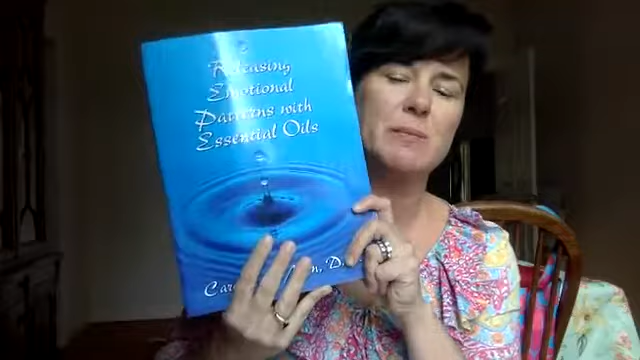 Releasing
Emotional
Patterns with
Essential Oils